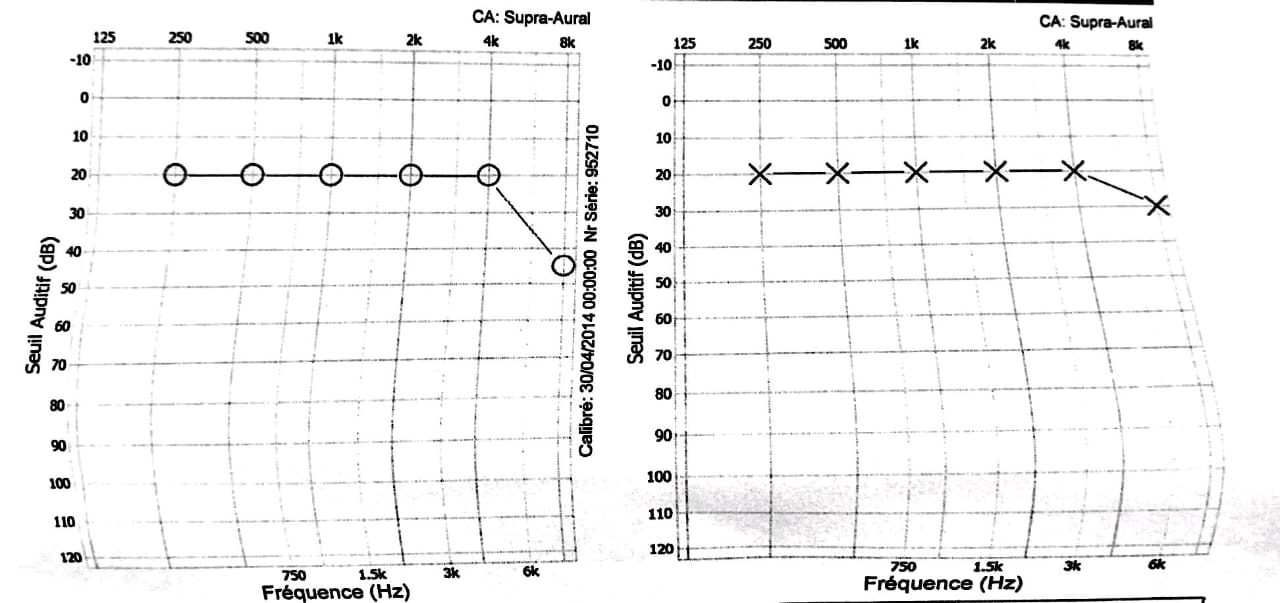 CA: Supra-Aural
125 250 500 1k 2k 4k 8k
-10
0
10
20
30
40
50
60
70
80
90
100
110
120
Seuil Auditif (dB)
750 1.5k 3k 6k
Fréquence (Hz)
Calibré: 30/04/2014 00:00:00 Nr Série: 952710
CA: Supra-Aural
125 250 500 1k 2k 4k 8k
-10
0
10
20
30
40
50
60
70
80
90
100
110
120
Seuil Auditif (dB)
750 1.5k 3k 6k
Fréquence (Hz)